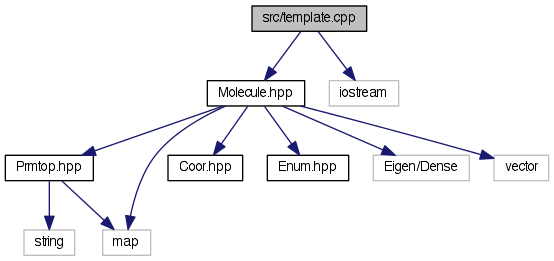 src/template.cpp
Molecule.hpp
iostream
Prmtop.hpp
Coor.hpp
Enum.hpp
Eigen/Dense
vector
string
map